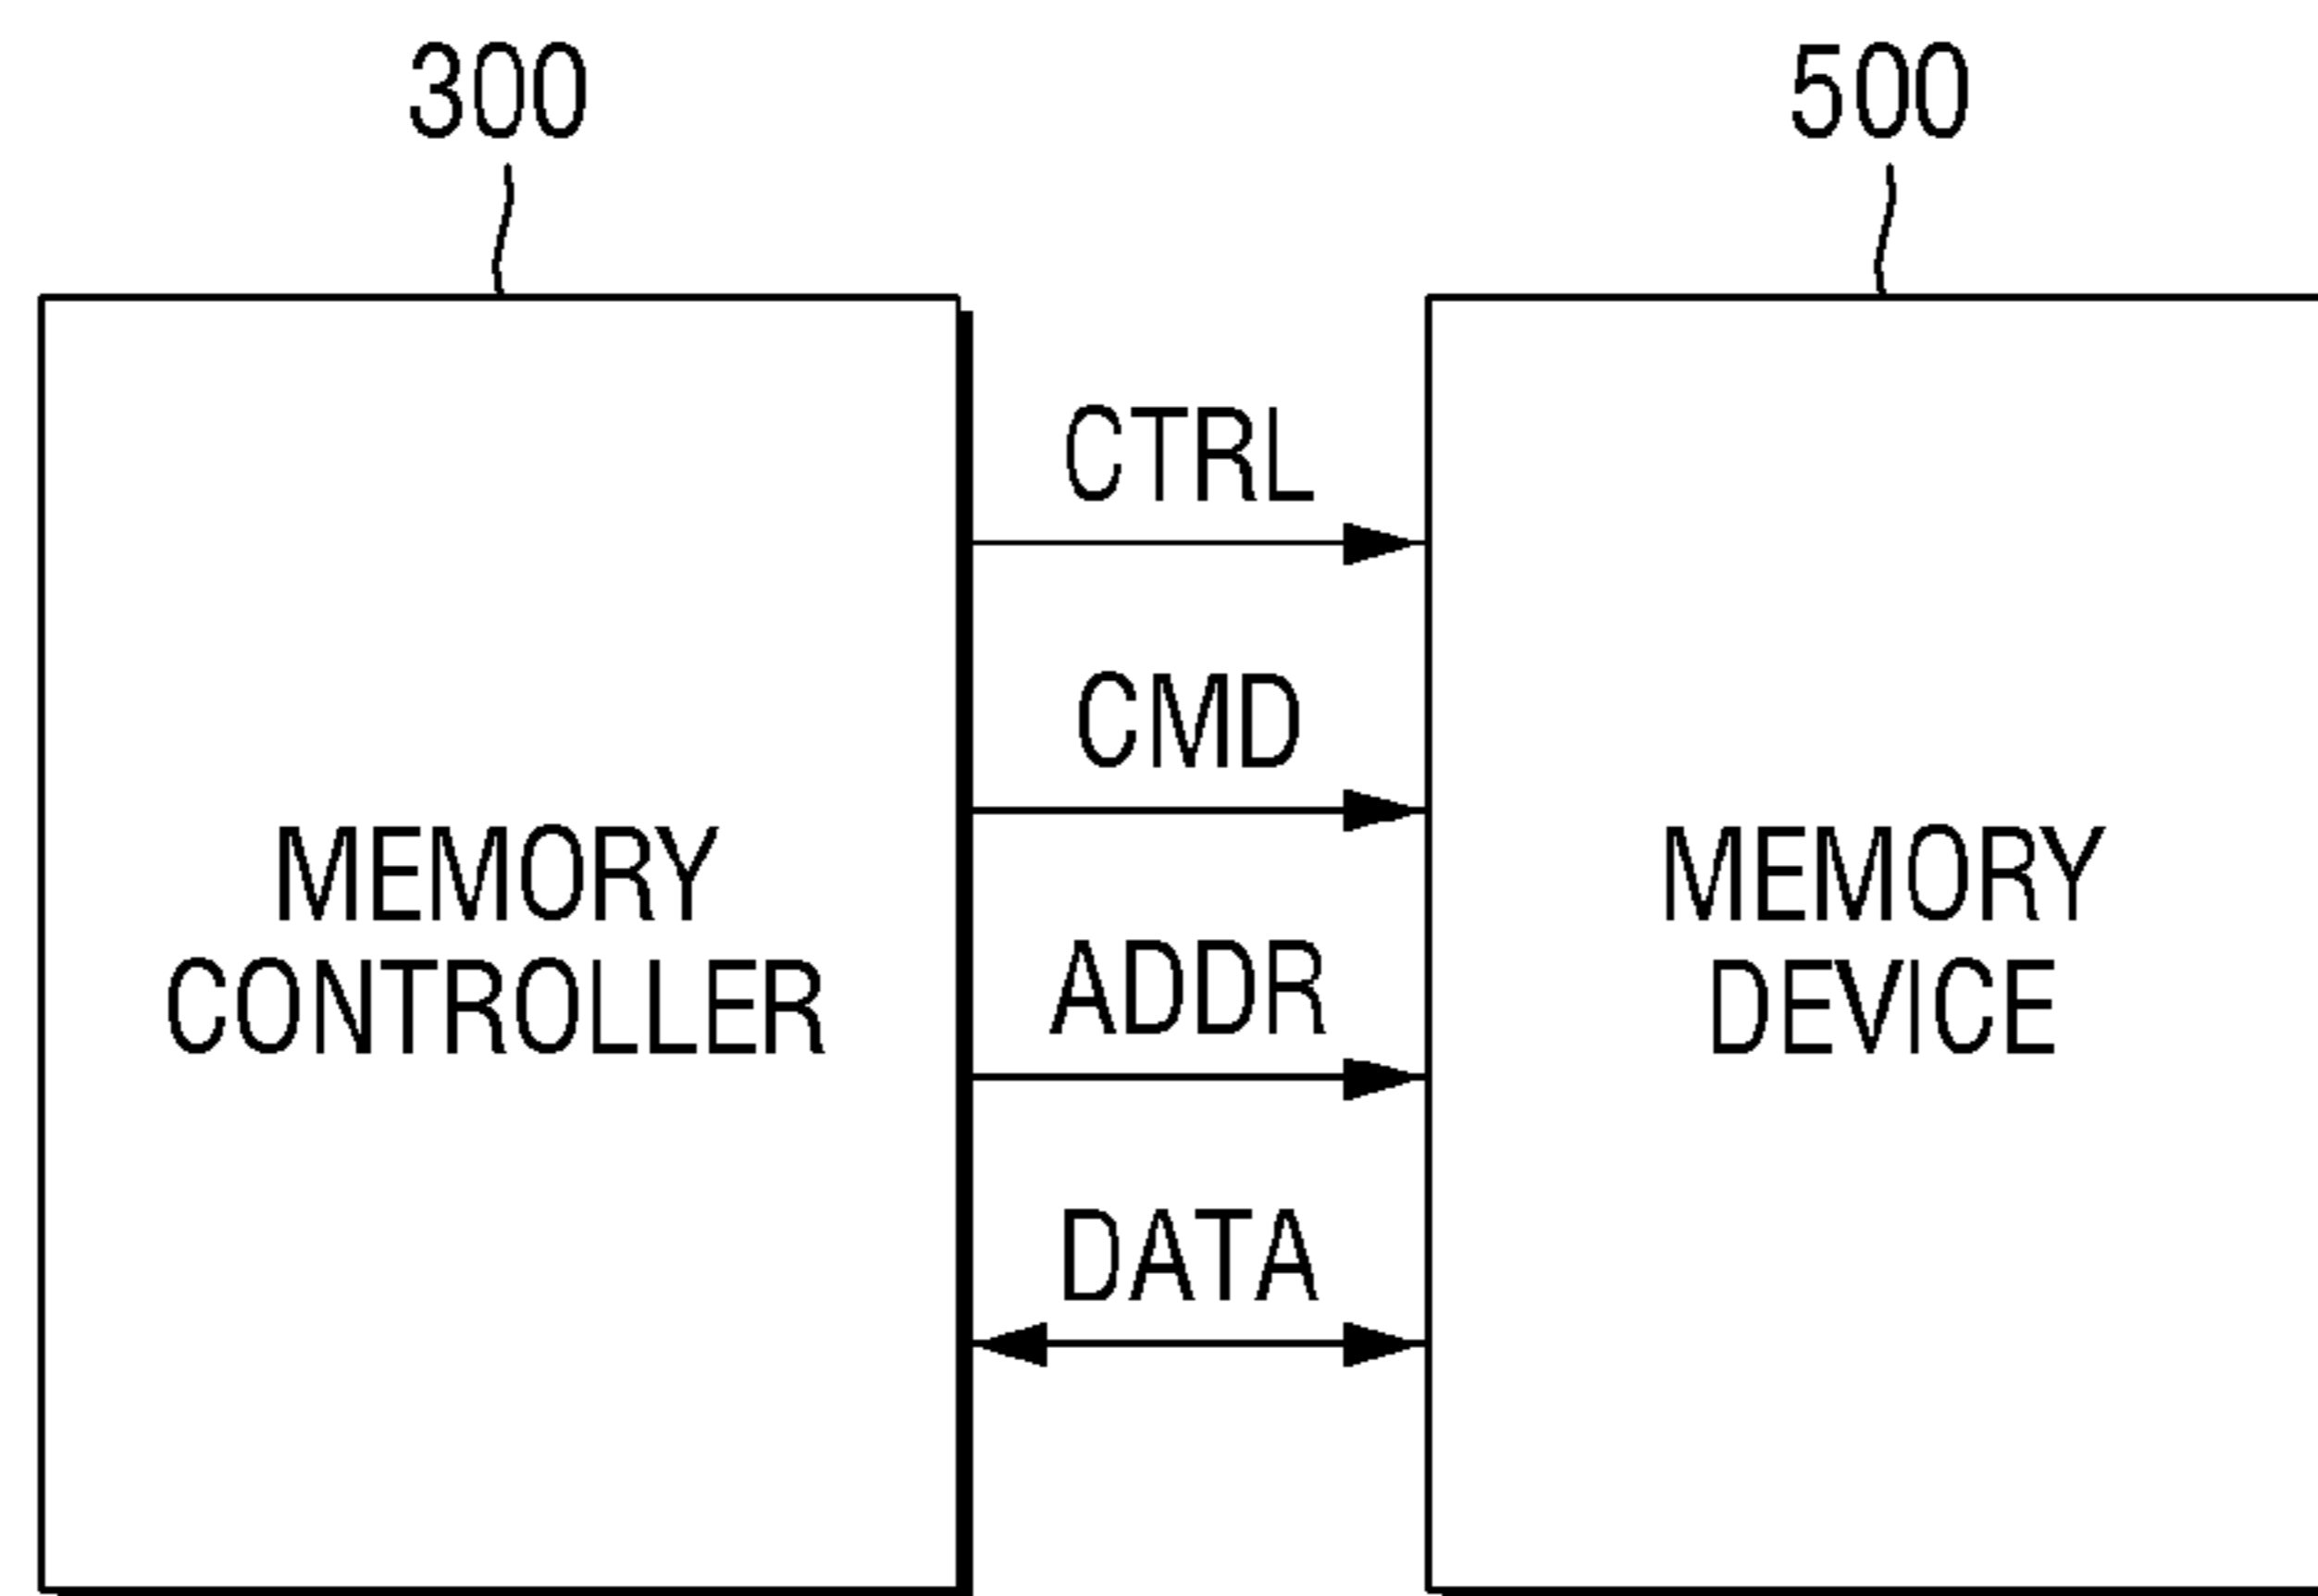 300
500
CTRL
CMD
MEMORY
CONTROLLER
ADDR
MEMORY
DEVICE
DATA